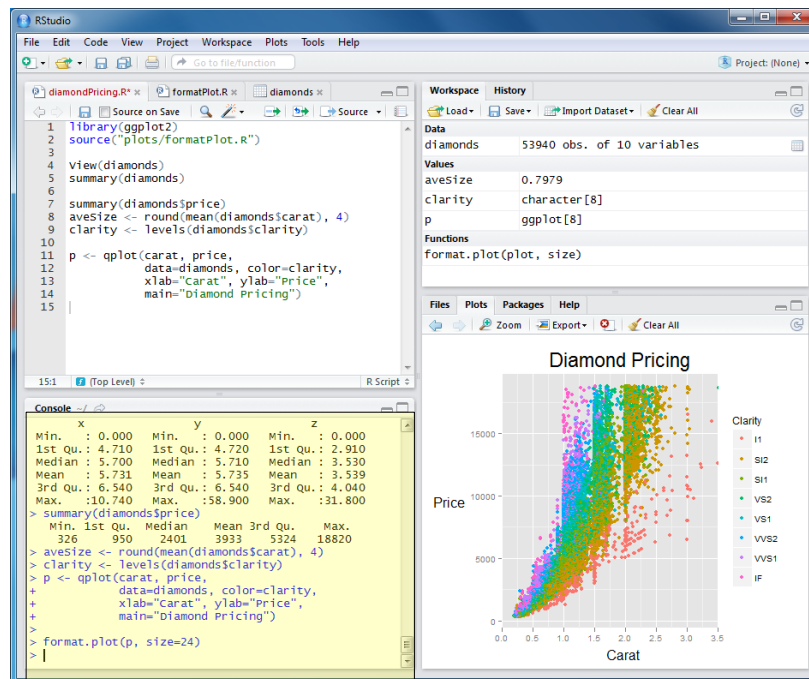 RStudio
File Edit Code View Project Workspace Plots Tools Help
Go to file/function
Project: (None)
diamondPricing.R* formatPlot.R diamonds
Source on Save Source
1 library(ggplot2)
2 source("plots/formatPlot.R")
3
4 View(diamonds)
5 summary(diamonds)
6
7 summary(diamonds$price)
8 aveSize <- round(mean(diamonds$carat), 4)
9 clarity <- levels(diamonds$clarity)
10
11 p <- qplot(carat, price,
12 data=diamonds, color=clarity,
13 xlab="Carat", ylab="Price",
14 main="Diamond Pricing")
15
15:1 (Top Level) R Script
Console ~/
x y z
Min. : 0.000 Min. : 0.000 Min. : 0.000
1st Qu.: 4.710 1st Qu.: 4.720 1st Qu.: 2.910
Median : 5.700 Median : 5.710 Median : 3.530
Mean : 5.731 Mean : 5.735 Mean : 3.539
3rd Qu.: 6.540 3rd Qu.: 6.540 3rd Qu.: 4.040
Max. :10.740 Max. :58.900 Max. :31.800
> summary(diamonds$price)
Min. 1st Qu. Median Mean 3rd Qu. Max.
326 950 2401 3933 5324 18820
> aveSize <- round(mean(diamonds$carat), 4)
> clarity <- levels(diamonds$clarity)
> p <- qplot(carat, price,
+ data=diamonds, color=clarity,
+ xlab="Carat", ylab="Price",
+ main="Diamond Pricing")
>
> format.plot(p, size=24)
>
Workspace History
Load Save Import Dataset Clear All
Data
diamonds 53940 obs. of 10 variables
Values
aveSize 0.7979
clarity character[8]
p ggplot[8]
Functions
format.plot(plot, size)
Files Plots Packages Help
Zoom Export Clear All
Diamond Pricing
Price
15000
10000
5000
0
0.0 0.5 1.0 1.5 2.0 2.5 3.0 3.5
Carat
Clarity
I1
SI2
SI1
VS2
VS1
VVS2
VVS1
IF